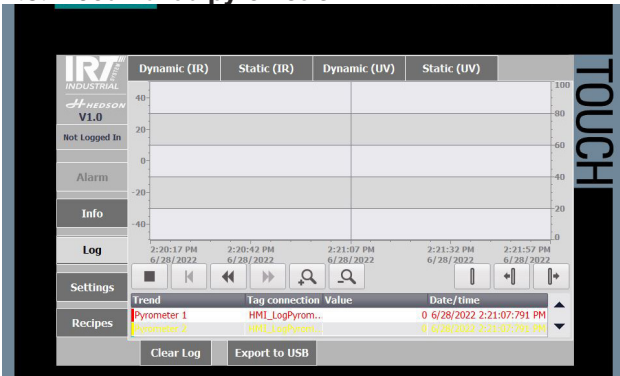 IRT
SYSTEM
INDUSTRIAL
HEDSON
V1.0
Not Logged In
Alarm
Info
Log
Settings
Recipes
Dynamic (IR)
Static (IR)
Dynamic (UV)
Static (UV)
40
20
0
-20
-40
100
80
60
40
20
0
2:20:17 PM 2:20:42 PM 2:21:07 PM 2:21:32 PM 2:21:57 PM
6/28/2022 6/28/2022 6/28/2022 6/28/2022 6/28/2022
Trend Tag connection Value Date/time
Pyrometer 1 HMI_LogPyrom.. 0 6/28/2022 2:21:07:791 PM
Clear Log
Export to USB
TOUCH